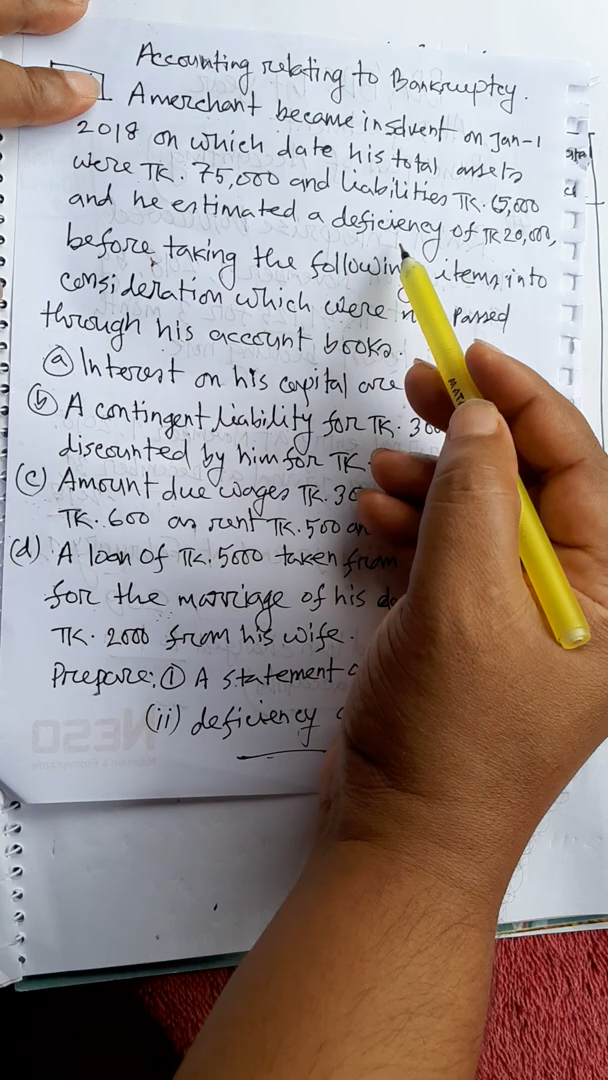 Accounting relating to Bankruptcy.
A merchant became insolvent on Jan-1
2018 on which date his total assets
were TK. 75,000 and liabilities TK. 65,000
and he estimated a deficiency of TK 20,000,
before taking the following items into
consideration which were passed
through his account books.
(a) Interest on his capital
(b) A contingent liability for TK.
discounted by him for TK
(c) Amount due wages TK.
TK. 600 as rent TK. 500
(d) A loan of TK. 5000 taken from
for the marriage of his
TK. 2000 from his wife.
Prepare: (i) A statement
(ii) deficiency
NESO